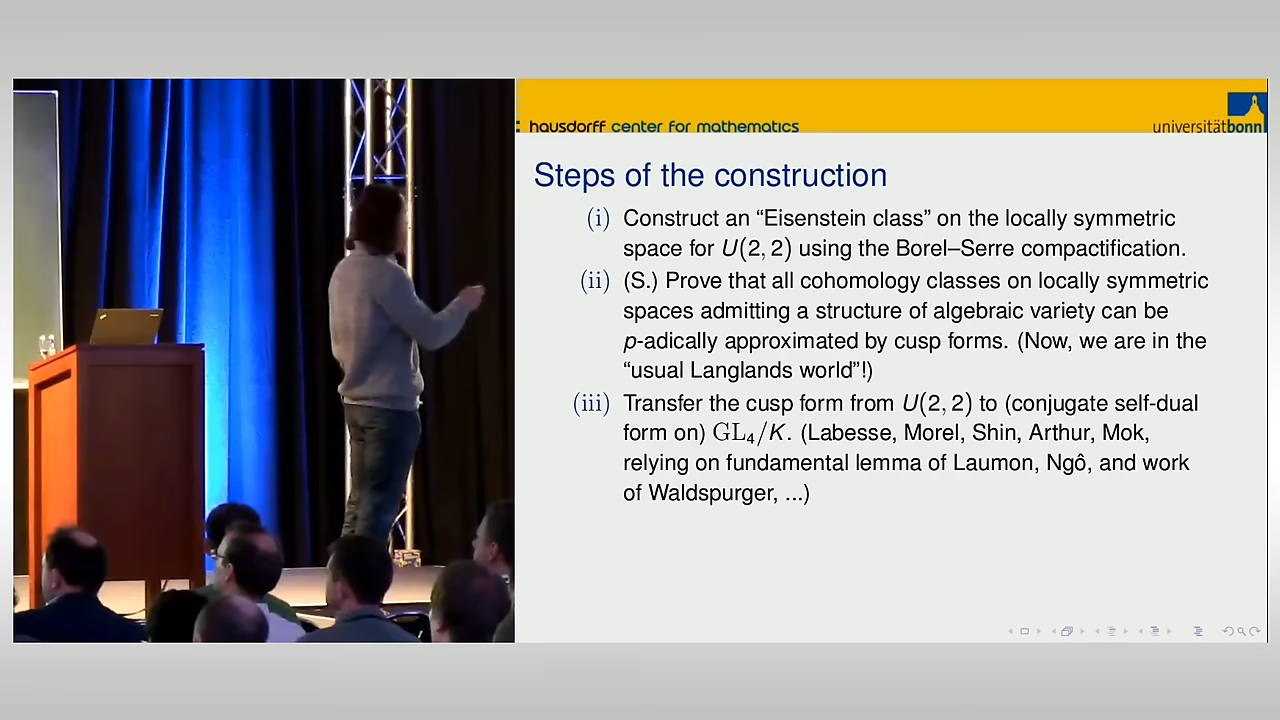 hausdorff center for mathematics
universitätbonn
Steps of the construction
(i) Construct an “Eisenstein class” on the locally symmetric
space for U(2, 2) using the Borel–Serre compactification.
(ii) (S.) Prove that all cohomology classes on locally symmetric
spaces admitting a structure of algebraic variety can be
p-adically approximated by cusp forms. (Now, we are in the
“usual Langlands world”!)
(iii) Transfer the cusp form from U(2, 2) to (conjugate self-dual
form on) GL₄/K. (Labesse, Morel, Shin, Arthur, Mok,
relying on fundamental lemma of Laumon, Ngô, and work
of Waldspurger, ...)